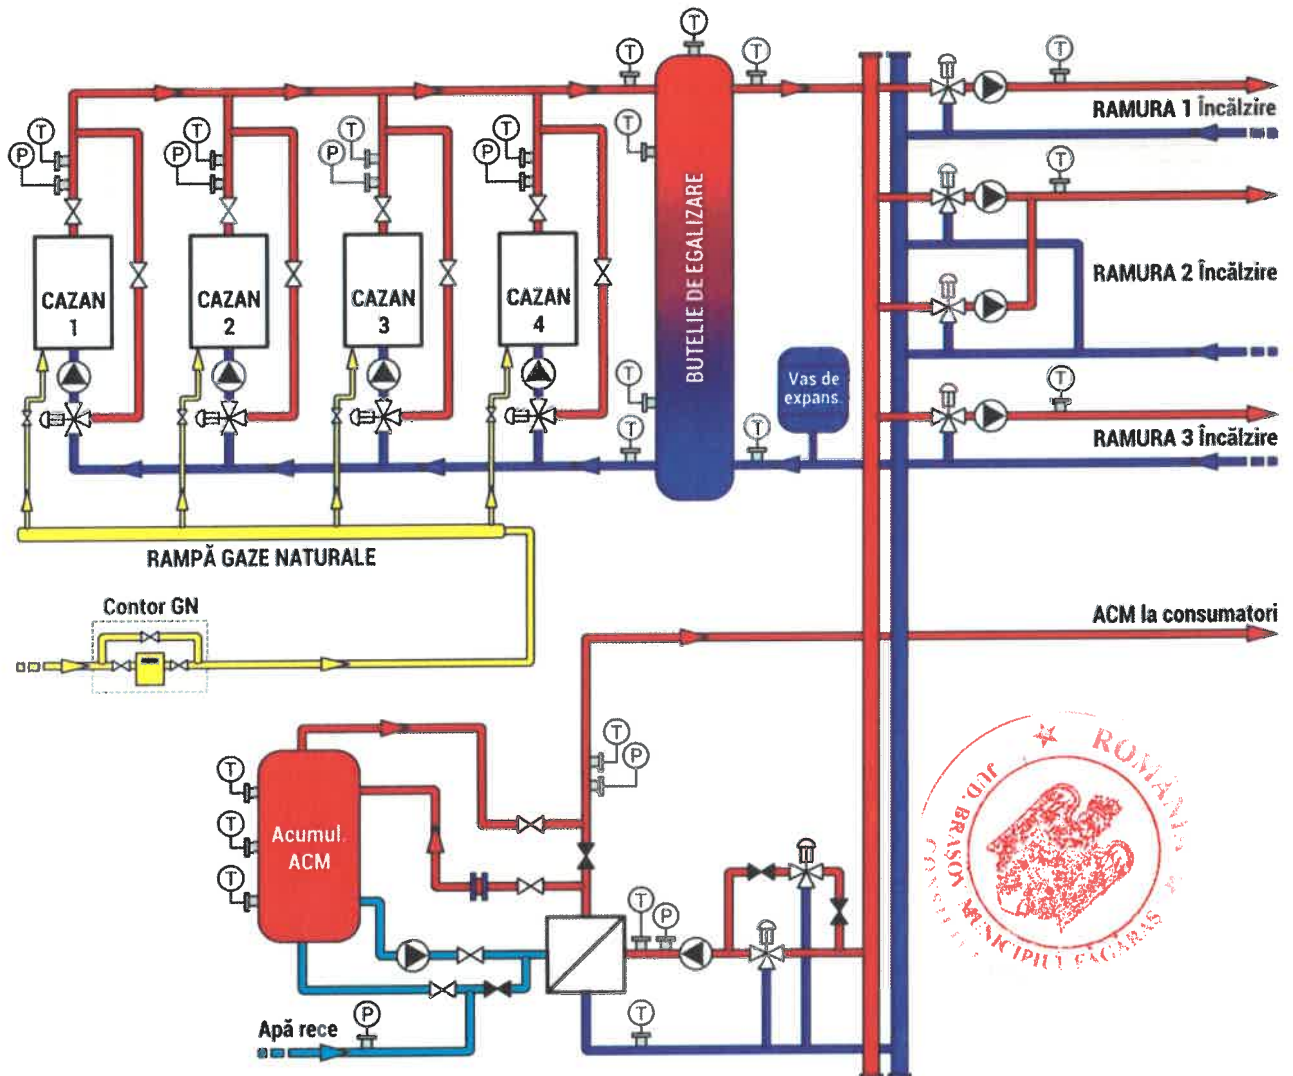 T
T
T
T
RAMURA 1 Încălzire
T
P
T
P
T
P
T
P
T
T
T
BUTELIE DE EGALIZARE
CAZAN
1
CAZAN
2
CAZAN
3
CAZAN
4
RAMURA 2 Încălzire
T
Vas de
expans.
T
T
T
RAMURA 3 Încălzire
RAMPĂ GAZE NATURALE
Contor GN
ACM la consumatori
T
P
T
T
T
Acumul.
ACM
T
P
T
P
Apă rece
ROMÂNIA
JUD. BRAȘOV
MUNICIPIUL FĂGĂRAȘ